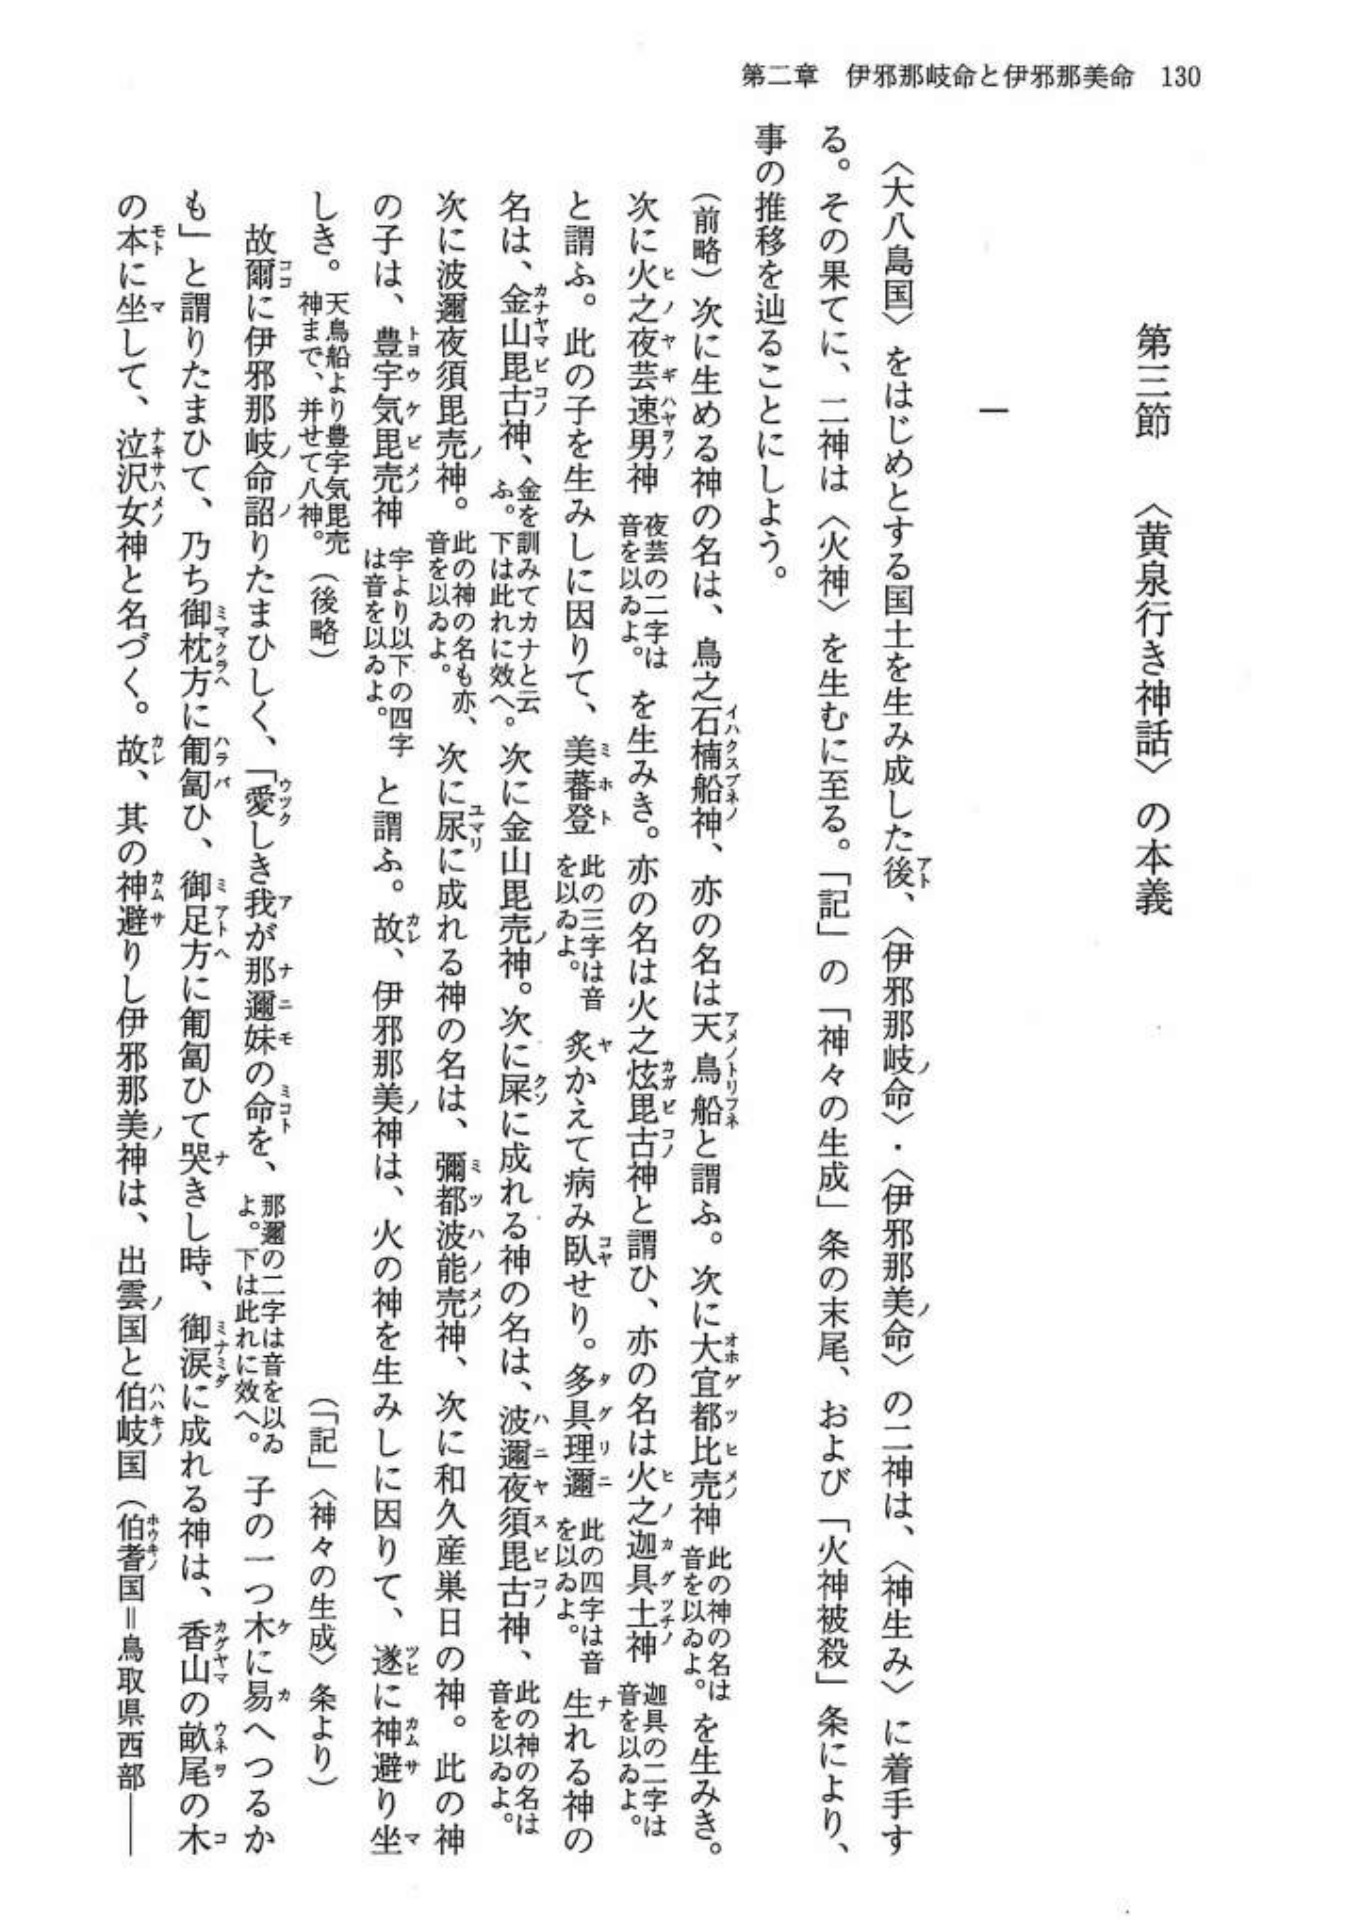 第二章　伊邪那岐命と伊邪那美命　130
第三節　〈黄泉行き神話〉の本義
一
〈大八島国〉をはじめとする国土を生み成した後、〈伊邪那岐命〉・〈伊邪那美命〉の二神は、〈神生み〉に着手す
る。その果てに、二神は〈火神〉を生むに至る。「記」の「神々の生成」条の末尾、および「火神被殺」条により、
事の推移を辿ることにしよう。
（前略）次に生める神の名は、鳥之石楠船神、亦の名は天鳥船と謂ふ。次に大宜都比売神 此の神の名は音を以ゐよ。 を生みき。
次に火之夜芸速男神 夜芸の二字は音を以ゐよ。 を生みき。亦の名は火之炫毘古神と謂ひ、亦の名は火之迦具土神 迦具の二字は音を以ゐよ。
と謂ふ。此の子を生みしに因りて、美蕃登 此の三字は音を以ゐよ。 炙かえて病み臥せり。多具理邇 此の四字は音を以ゐよ。 生れる神の
名は、金山毘古神、 金を訓みてカナと云ふ。下は此れに效へ。 次に金山毘売神。次に屎に成れる神の名は、波邇夜須毘古神、 此の神の名は音を以ゐよ。
次に波邇夜須毘売神。 此の神の名も亦、音を以ゐよ。 次に尿に成れる神の名は、彌都波能売神、次に和久産巣日の神。此の神
の子は、豊宇気毘売神 宇より以下の四字は音を以ゐよ。 と謂ふ。故、伊邪那美神は、火の神を生みしに因りて、遂に神避り坐
しき。 天鳥船より豊宇気毘売神まで、并せて八神。 （後略）　（「記」〈神々の生成〉条より）
故爾に伊邪那岐命詔りたまひしく、「愛しき我が那邇妹の命を、 那邇の二字は音を以ゐよ。下は此れに效へ。 子の一つ木に易へつるか
も」と謂りたまひて、乃ち御枕方に匍匐ひ、御足方に匍匐ひて哭きし時、御涙に成れる神は、香山の畝尾の木
の本に坐して、泣沢女神と名づく。故、其の神避りし伊邪那美神は、出雲国と伯岐国（伯耆国＝鳥取県西部――